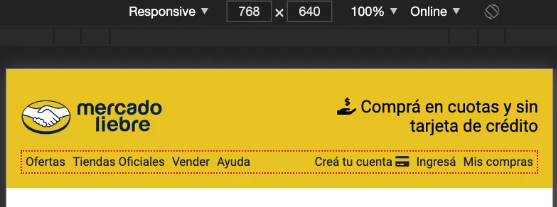 Responsive ▼ 768 × 640 100% ▼ Online ▼
mercado
liebre
Comprá en cuotas y sin
tarjeta de crédito
Ofertas Tiendas Oficiales Vender Ayuda Creá tu cuenta Ingresá Mis compras